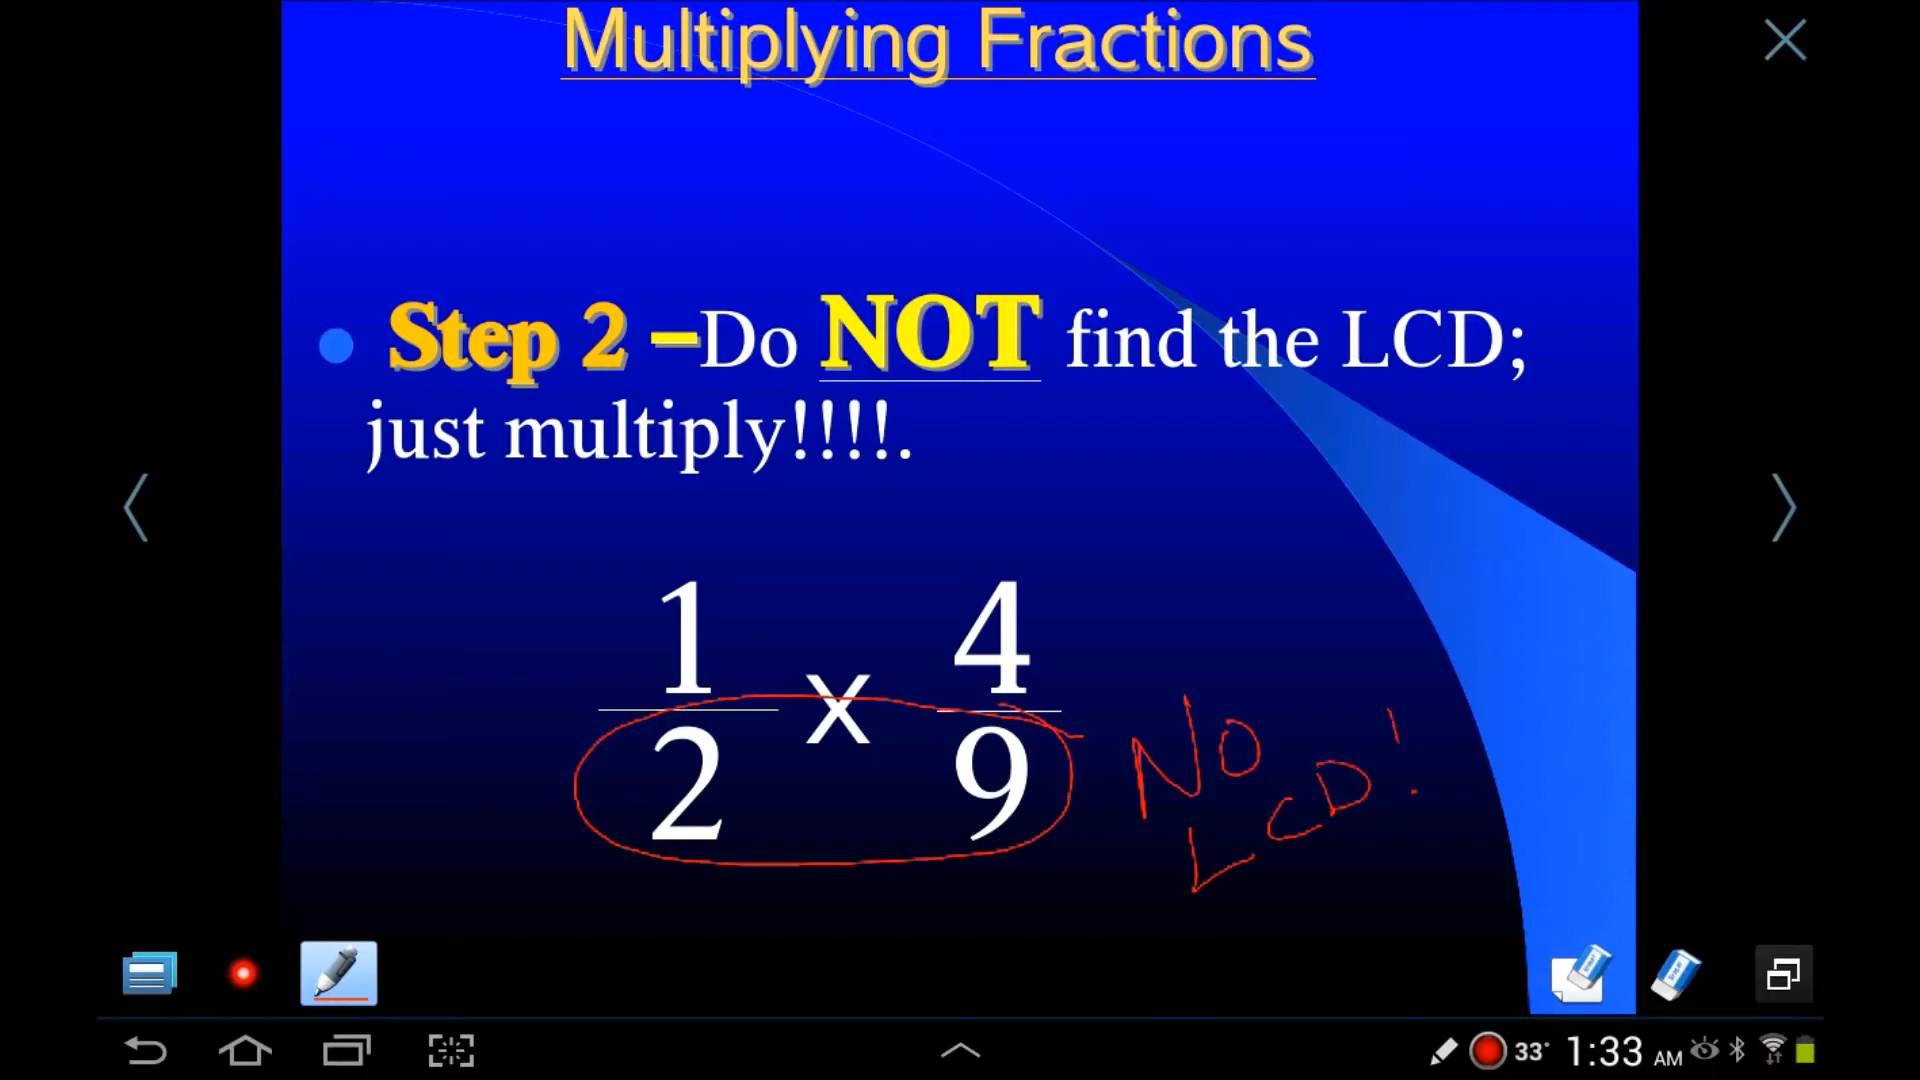 Multiplying Fractions
Step 2 –Do NOT find the LCD;
just multiply!!!!.
1 x 4
2 9
NO
LCD!
33° 1:33 AM